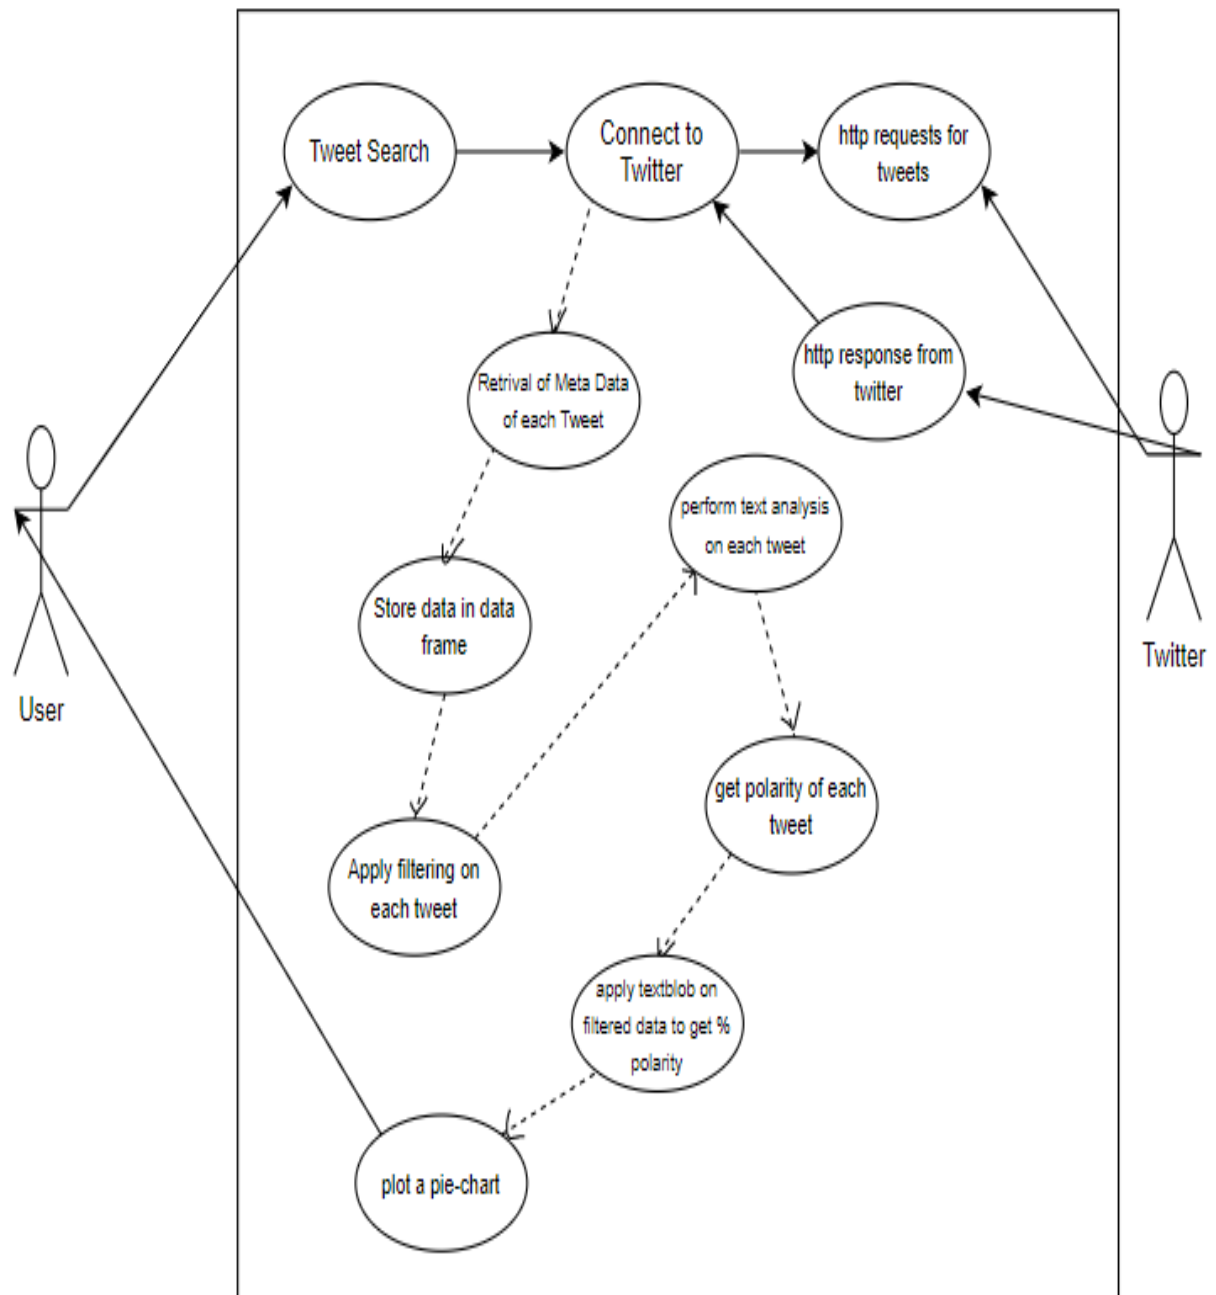 Tweet Search
Connect to
Twitter
http requests for
tweets
http response from
twitter
Retrival of Meta Data
of each Tweet
perform text analysis
on each tweet
Store data in data
frame
User
Twitter
get polarity of each
tweet
Apply filtering on
each tweet
apply textblob on
filtered data to get %
polarity
plot a pie-chart